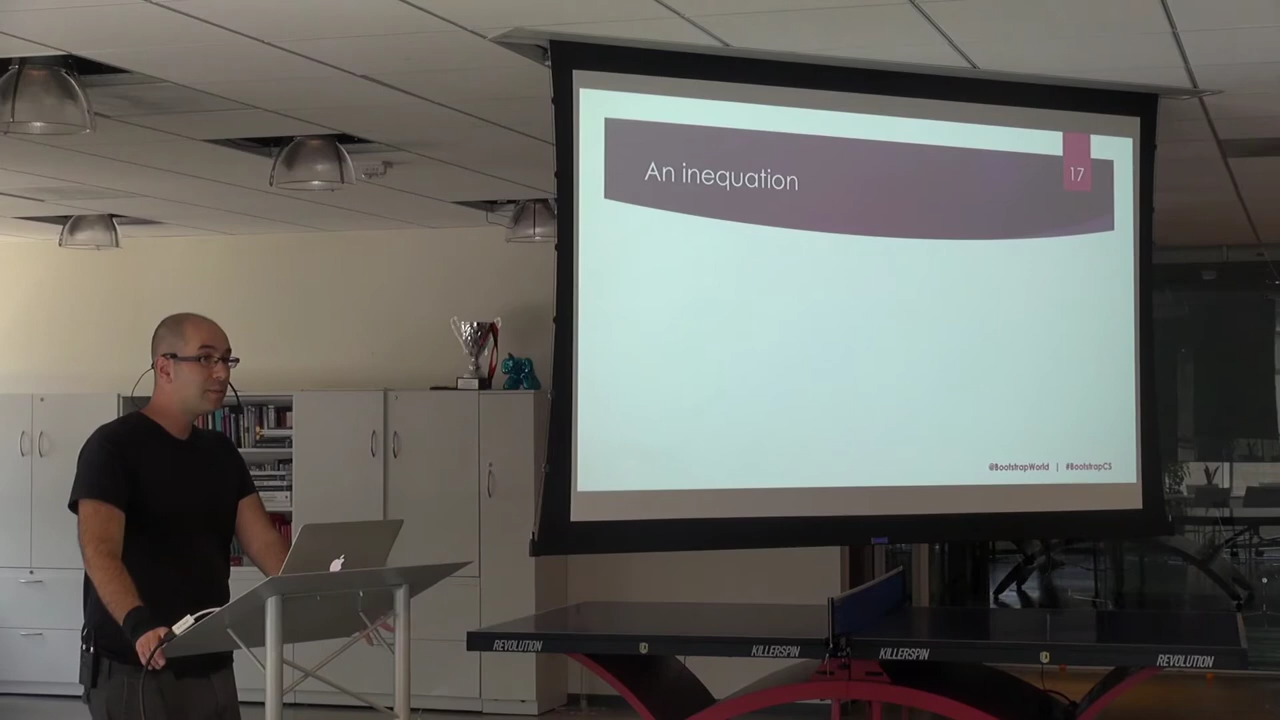 An inequation
17
@BootstrapWorld | #BootstrapCS
REVOLUTION
KILLERSPIN
KILLERSPIN
REVOLUTION